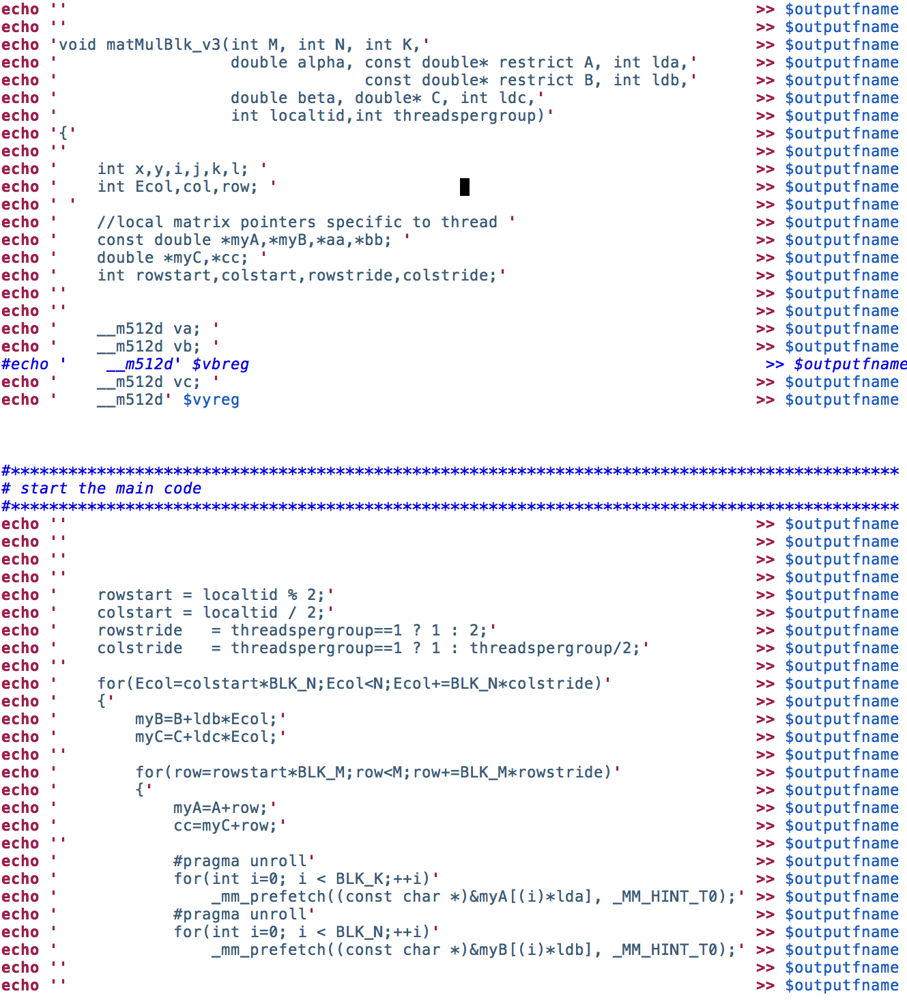 echo '' >> $outputfname
echo '' >> $outputfname
echo 'void matMulBlk_v3(int M, int N, int K,' >> $outputfname
echo '                  double alpha, const double* restrict A, int lda,' >> $outputfname
echo '                                const double* restrict B, int ldb,' >> $outputfname
echo '                  double beta, double* C, int ldc,' >> $outputfname
echo '                  int localtid,int threadspergroup)' >> $outputfname
echo '{' >> $outputfname
echo '' >> $outputfname
echo '    int x,y,i,j,k,l; ' >> $outputfname
echo '    int Ecol,col,row; ' >> $outputfname
echo ' ' >> $outputfname
echo '    //local matrix pointers specific to thread ' >> $outputfname
echo '    const double *myA,*myB,*aa,*bb; ' >> $outputfname
echo '    double *myC,*cc; ' >> $outputfname
echo '    int rowstart,colstart,rowstride,colstride;' >> $outputfname
echo '' >> $outputfname
echo '' >> $outputfname
echo '    __m512d va; ' >> $outputfname
echo '    __m512d vb; ' >> $outputfname
#echo '    __m512d' $vbreg >> $outputfname
echo '    __m512d vc; ' >> $outputfname
echo '    __m512d' $vyreg >> $outputfname
#*********************************************************************************************
# start the main code
#*********************************************************************************************
echo '' >> $outputfname
echo '' >> $outputfname
echo '' >> $outputfname
echo '' >> $outputfname
echo '    rowstart = localtid % 2;' >> $outputfname
echo '    colstart = localtid / 2;' >> $outputfname
echo '    rowstride   = threadspergroup==1 ? 1 : 2;' >> $outputfname
echo '    colstride   = threadspergroup==1 ? 1 : threadspergroup/2;' >> $outputfname
echo '' >> $outputfname
echo '    for(Ecol=colstart*BLK_N;Ecol<N;Ecol+=BLK_N*colstride)' >> $outputfname
echo '    {' >> $outputfname
echo '        myB=B+ldb*Ecol;' >> $outputfname
echo '        myC=C+ldc*Ecol;' >> $outputfname
echo '' >> $outputfname
echo '        for(row=rowstart*BLK_M;row<M;row+=BLK_M*rowstride)' >> $outputfname
echo '        {' >> $outputfname
echo '            myA=A+row;' >> $outputfname
echo '            cc=myC+row;' >> $outputfname
echo '' >> $outputfname
echo '            #pragma unroll' >> $outputfname
echo '            for(int i=0; i < BLK_K;++i)' >> $outputfname
echo '                _mm_prefetch((const char *)&myA[(i)*lda], _MM_HINT_T0);' >> $outputfname
echo '            #pragma unroll' >> $outputfname
echo '            for(int i=0; i < BLK_N;++i)' >> $outputfname
echo '                _mm_prefetch((const char *)&myB[(i)*ldb], _MM_HINT_T0);' >> $outputfname
echo '' >> $outputfname
echo '' >> $outputfname